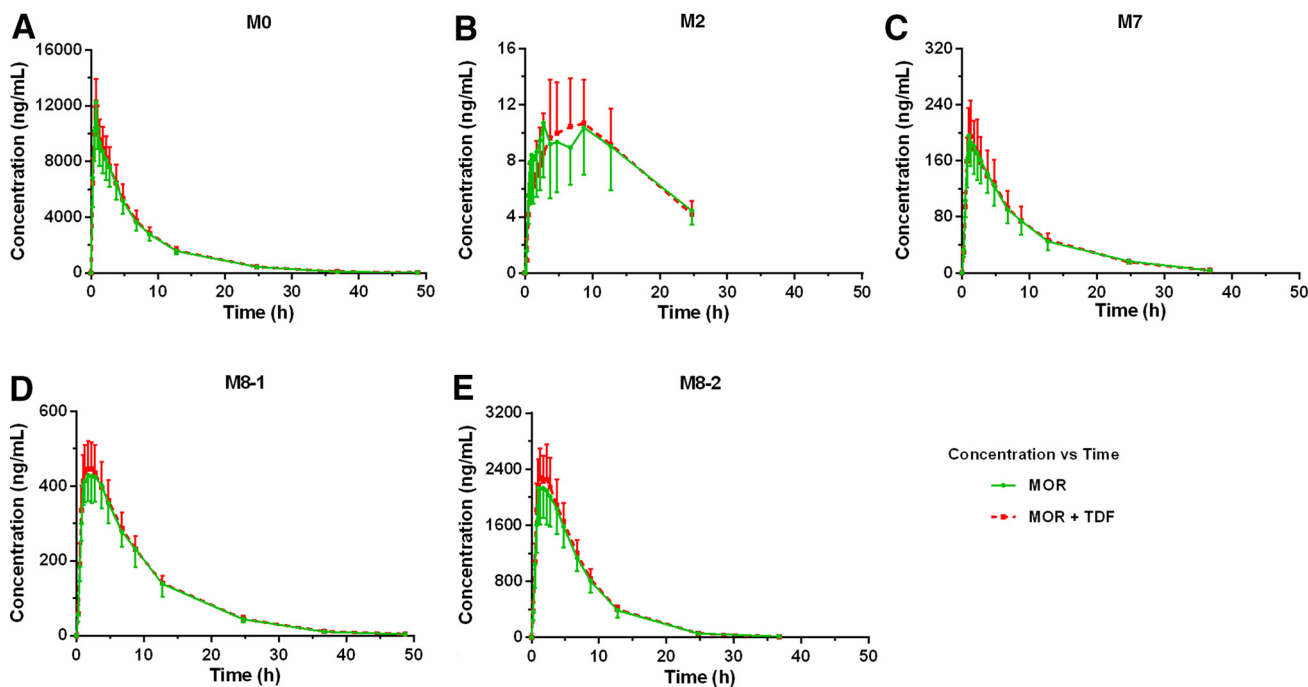 A
M0
Concentration (ng/mL)
16000
12000
8000
4000
0
0 10 20 30 40 50
Time (h)
B
M2
Concentration (ng/mL)
16
12
8
4
0
0 10 20 30 40 50
Time (h)
C
M7
Concentration (ng/mL)
320
240
160
80
0
0 10 20 30 40 50
Time (h)
D
M8-1
Concentration (ng/mL)
600
400
200
0
0 10 20 30 40 50
Time (h)
E
M8-2
Concentration (ng/mL)
3200
2400
1600
800
0
0 10 20 30 40 50
Time (h)
Concentration vs Time
MOR
MOR + TDF